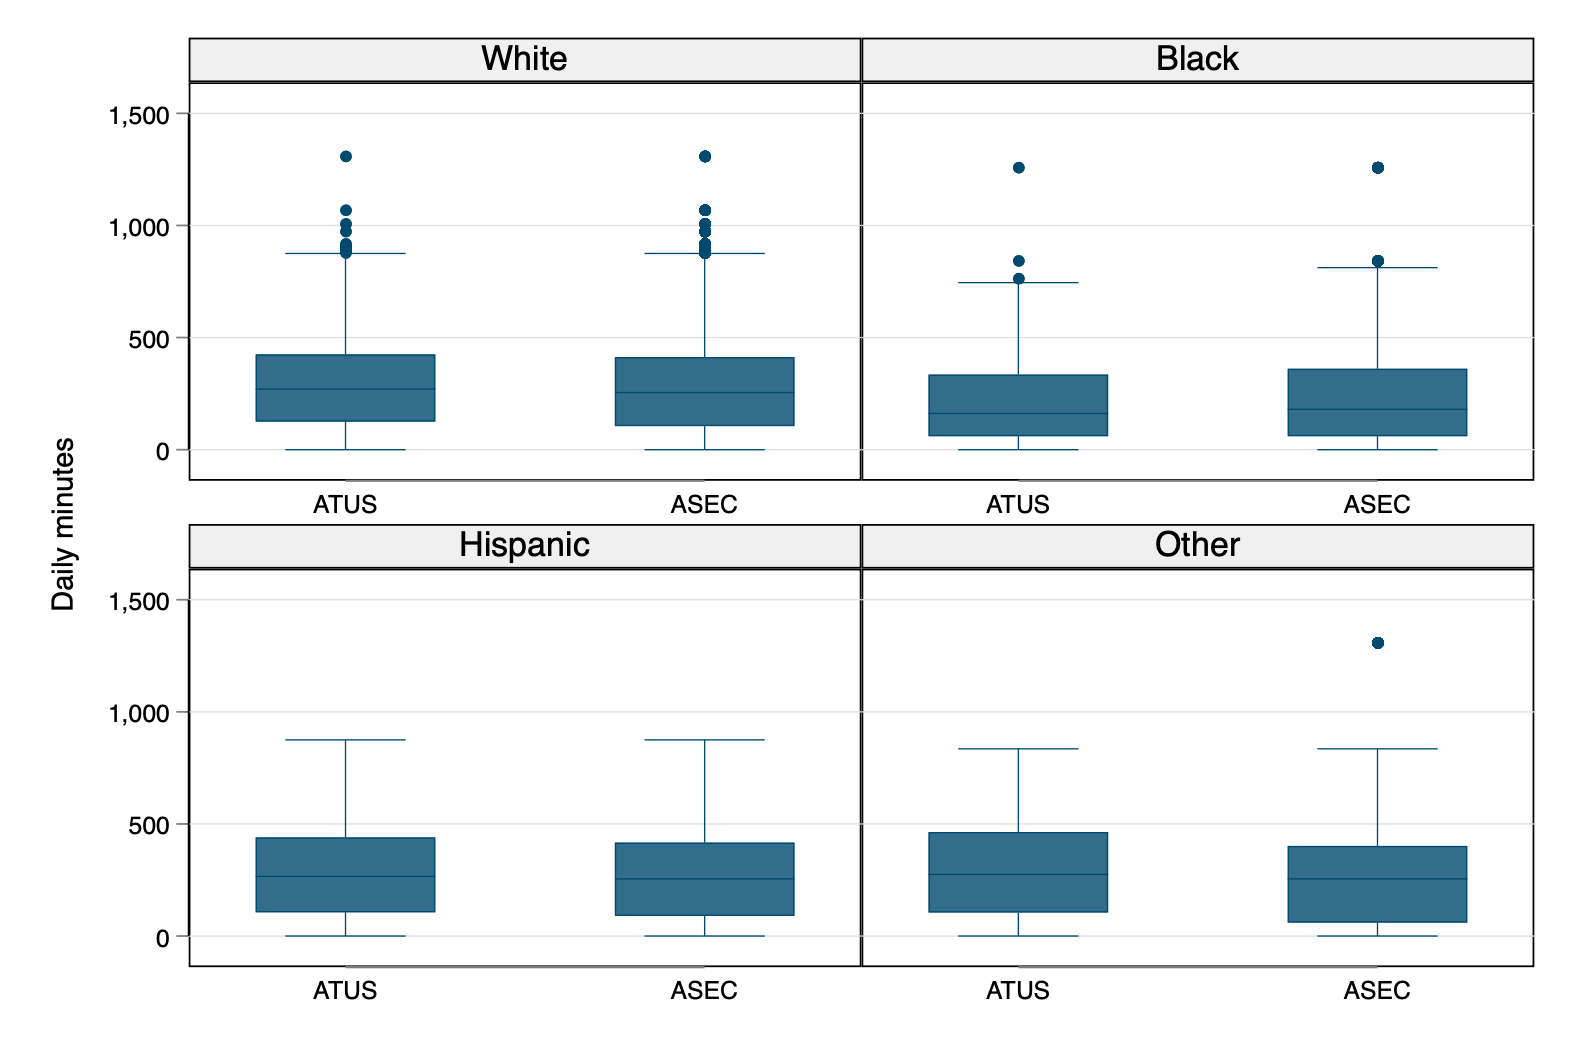 White
Black
1,500
1,000
500
0
ATUS
ASEC
ATUS
ASEC
Daily minutes
Hispanic
Other
1,500
1,000
500
0
ATUS
ASEC
ATUS
ASEC